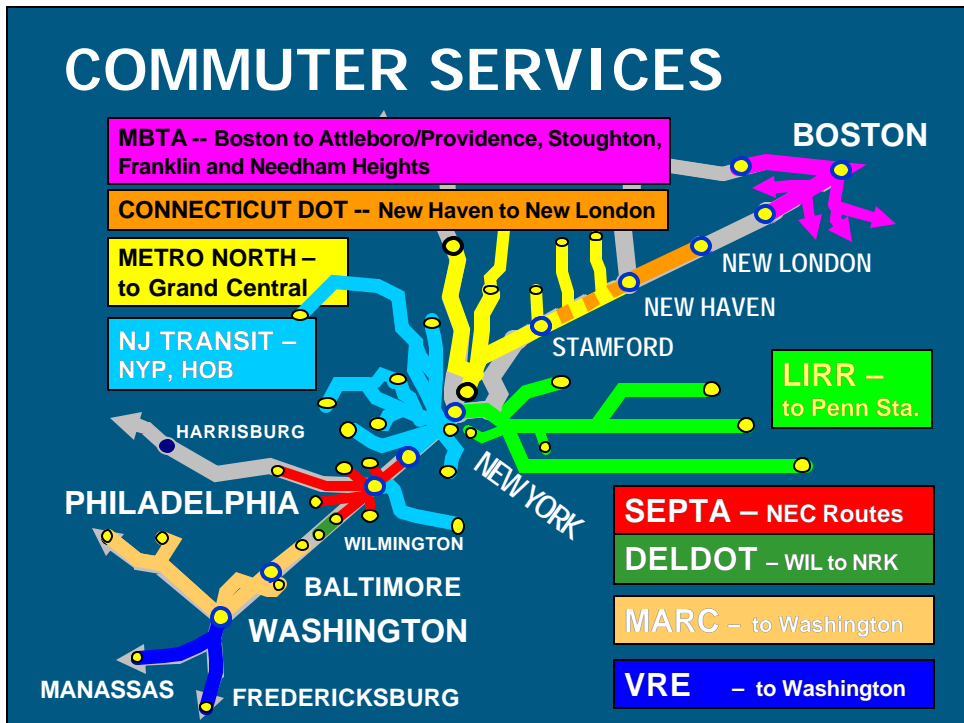 COMMUTER SERVICES
MBTA -- Boston to Attleboro/Providence, Stoughton,
Franklin and Needham Heights
BOSTON
CONNECTICUT DOT -- New Haven to New London
METRO NORTH –
to Grand Central
NEW LONDON
NEW HAVEN
STAMFORD
NJ TRANSIT –
NYP, HOB
LIRR –
to Penn Sta.
HARRISBURG
NEW YORK
PHILADELPHIA
SEPTA – NEC Routes
WILMINGTON
DELDOT – WIL to NRK
BALTIMORE
WASHINGTON
MARC – to Washington
MANASSAS
FREDERICKSBURG
VRE – to Washington